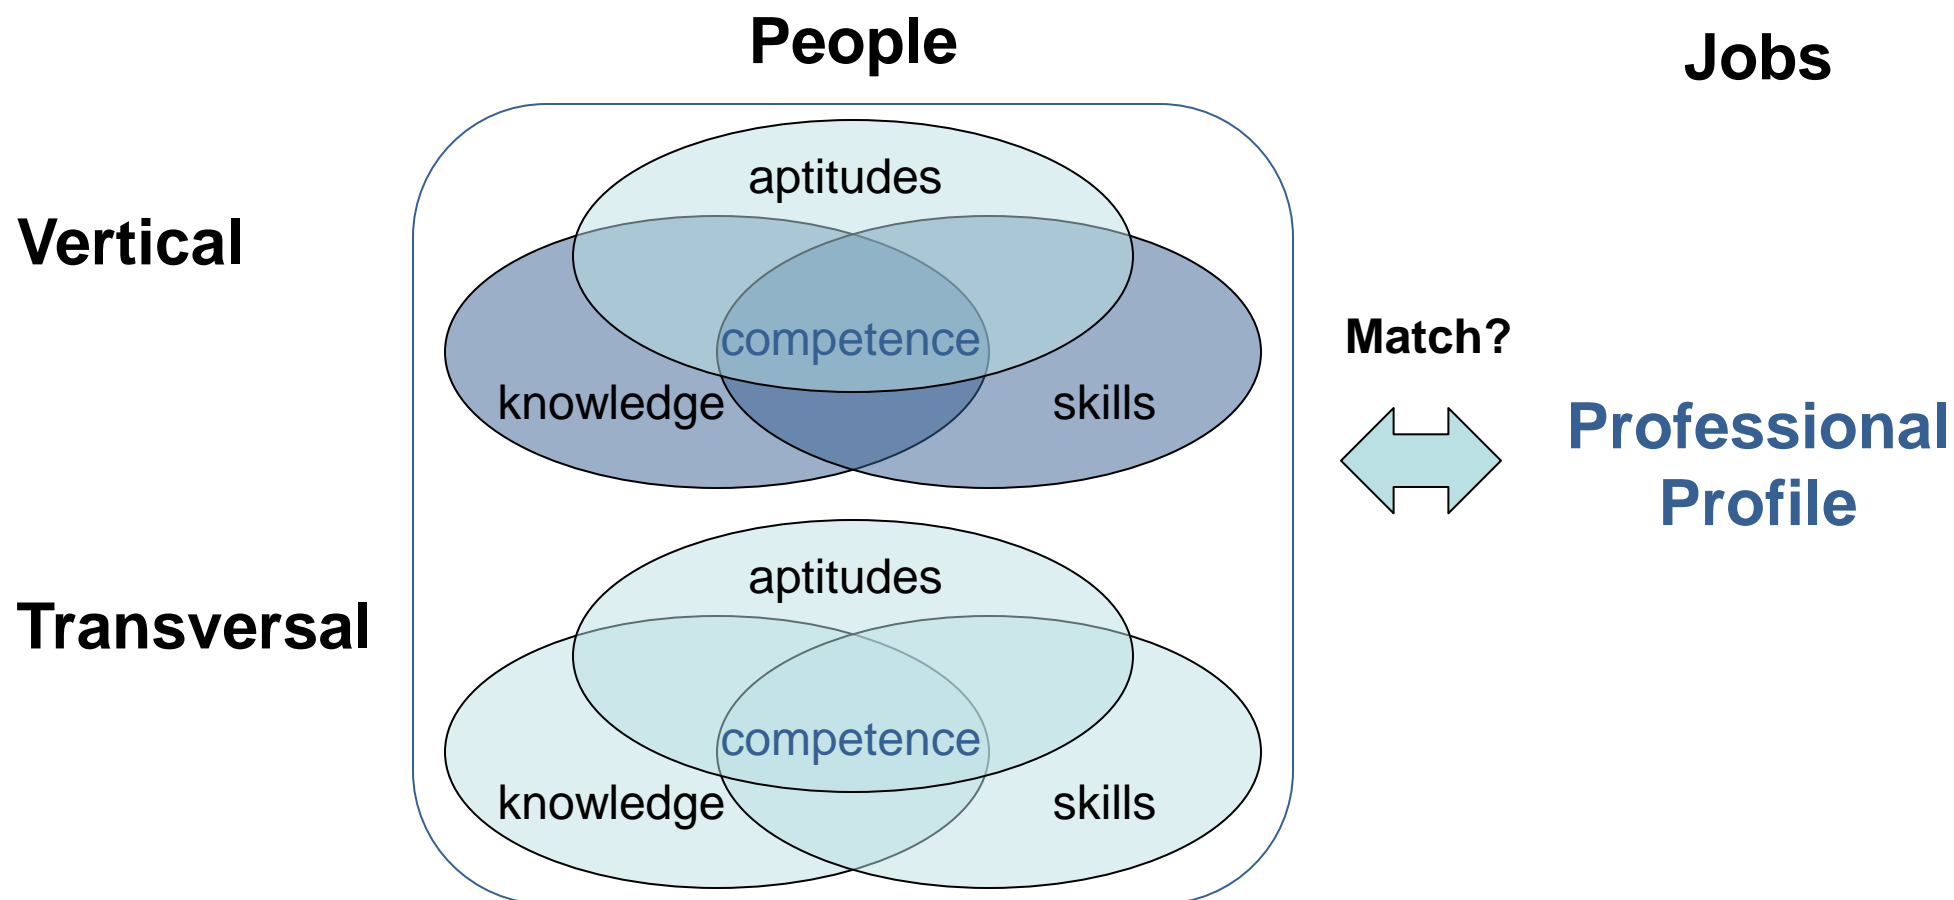 People
Jobs
Vertical
aptitudes
competence
knowledge
skills
Match?
Professional
Profile
Transversal
aptitudes
competence
knowledge
skills